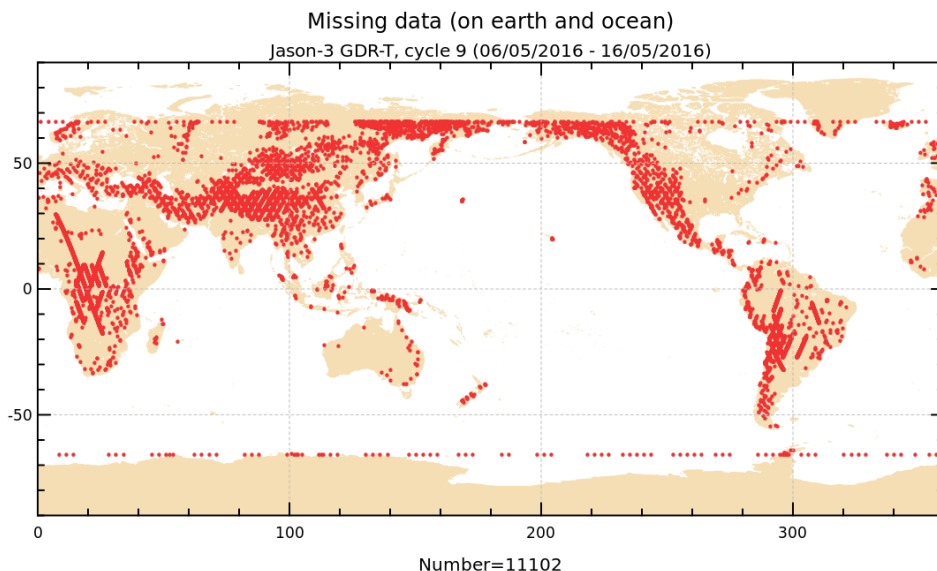 Missing data (on earth and ocean)
Jason-3 GDR-T, cycle 9 (06/05/2016 - 16/05/2016)
50
0
-50
0 100 200 300
Number=11102